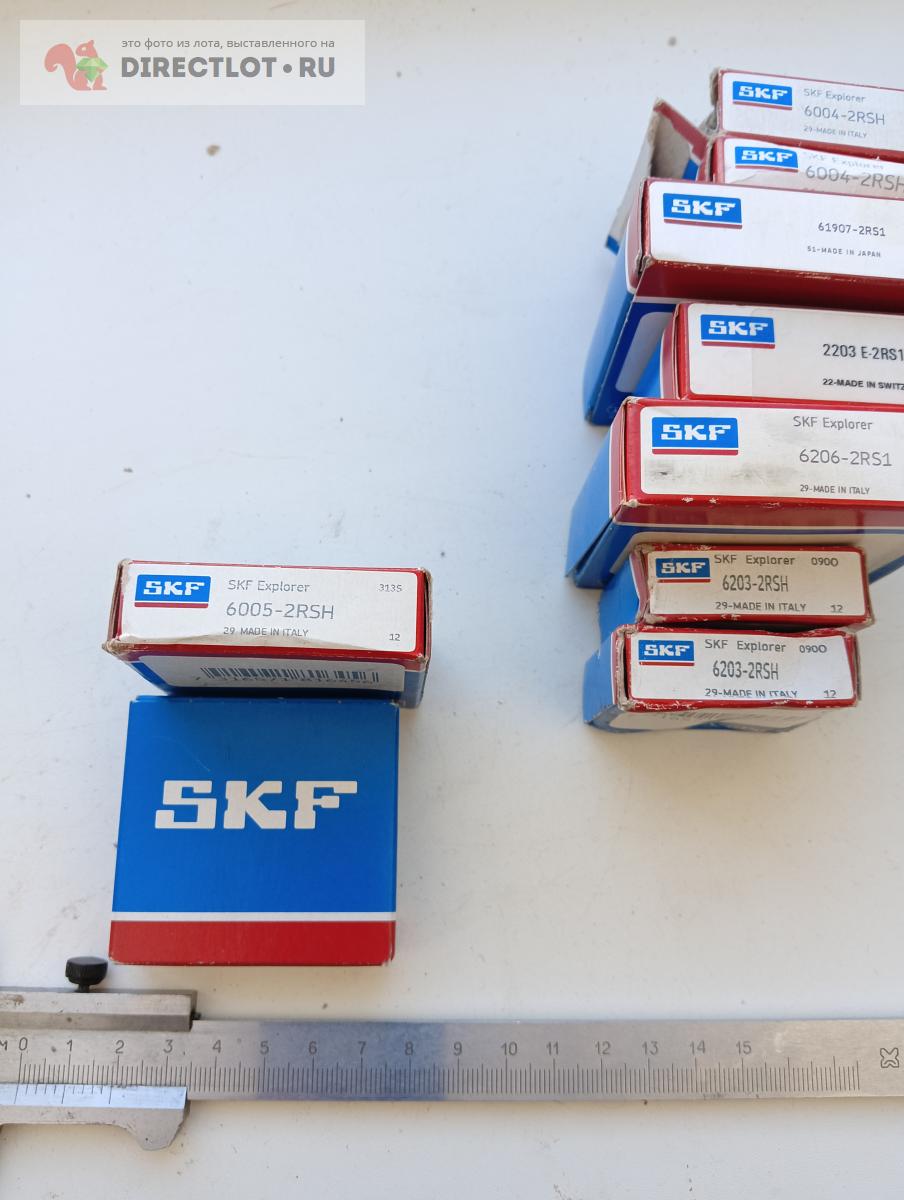 это фото из лота, выставленного на
DIRECTLOT•RU
SKF
SKF Explorer
6004-2RSH
29-MADE IN ITALY
SKF
SKF Explorer
6004-2RSH
SKF
61907-2RS1
51-MADE IN JAPAN
SKF
2203 E-2RS1
22-MADE IN SWITZ
SKF
SKF Explorer
6206-2RS1
29-MADE IN ITALY
SKF
SKF Explorer 0900
6203-2RSH
29-MADE IN ITALY 12
SKF
SKF Explorer 0900
6203-2RSH
29-MADE IN ITALY 12
SKF
SKF Explorer 313S
6005-2RSH
29 MADE IN ITALY 12
SKF
0 1 2 3 4 5 6 7 8 9 10 11 12 13 14 15